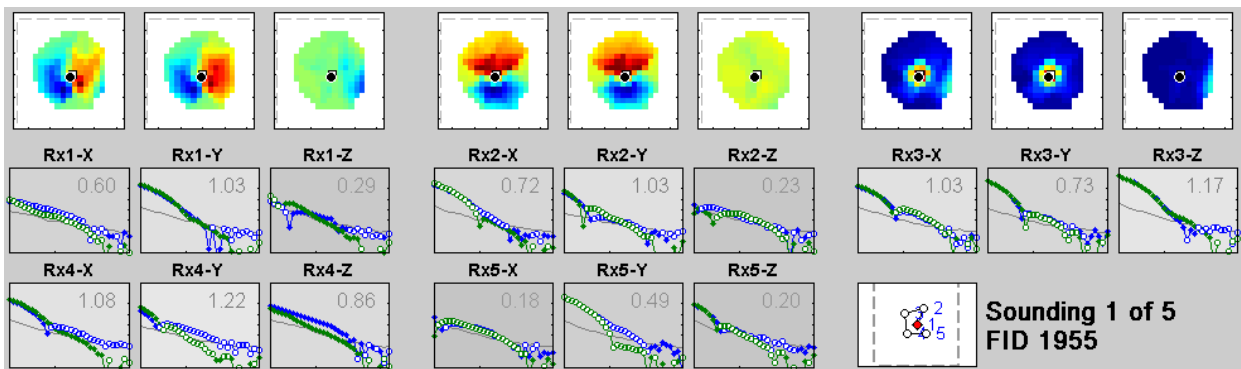 Rx1-X Rx1-Y Rx1-Z Rx2-X Rx2-Y Rx2-Z Rx3-X Rx3-Y Rx3-Z
0.60 1.03 0.29 0.72 1.03 0.23 1.03 0.73 1.17
Rx4-X Rx4-Y Rx4-Z Rx5-X Rx5-Y Rx5-Z
1.08 1.22 0.86 0.18 0.49 0.20
2
1
5
Sounding 1 of 5
FID 1955